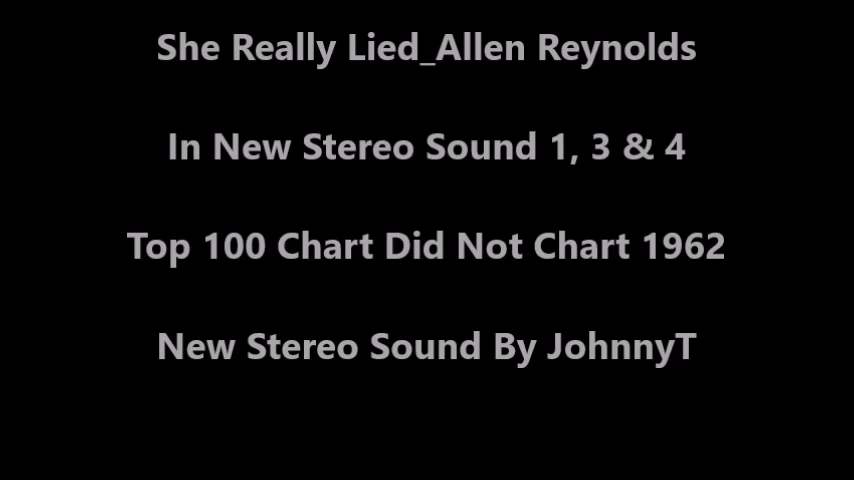 She Really Lied_Allen Reynolds
In New Stereo Sound 1, 3 & 4
Top 100 Chart Did Not Chart 1962
New Stereo Sound By JohnnyT